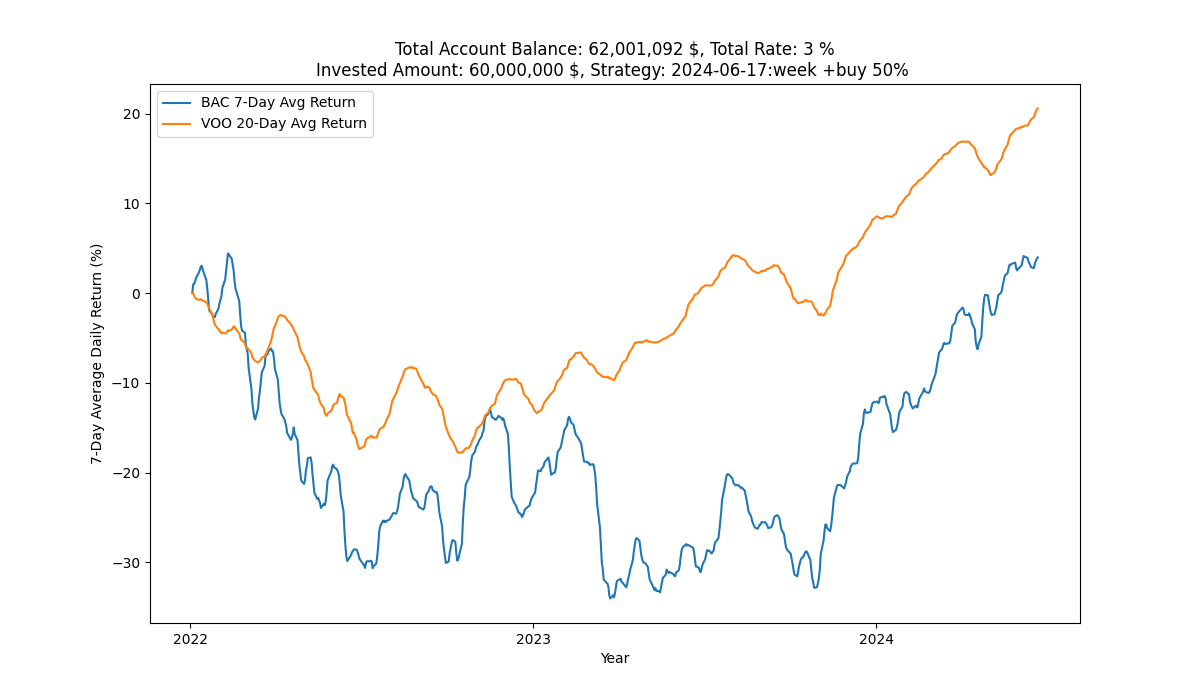 Total Account Balance: 62,001,092 $, Total Rate: 3 %
Invested Amount: 60,000,000 $, Strategy: 2024-06-17:week +buy 50%
BAC 7-Day Avg Return
VOO 20-Day Avg Return
7-Day Average Daily Return (%)
20
10
0
−10
−20
−30
2022
2023
2024
Year